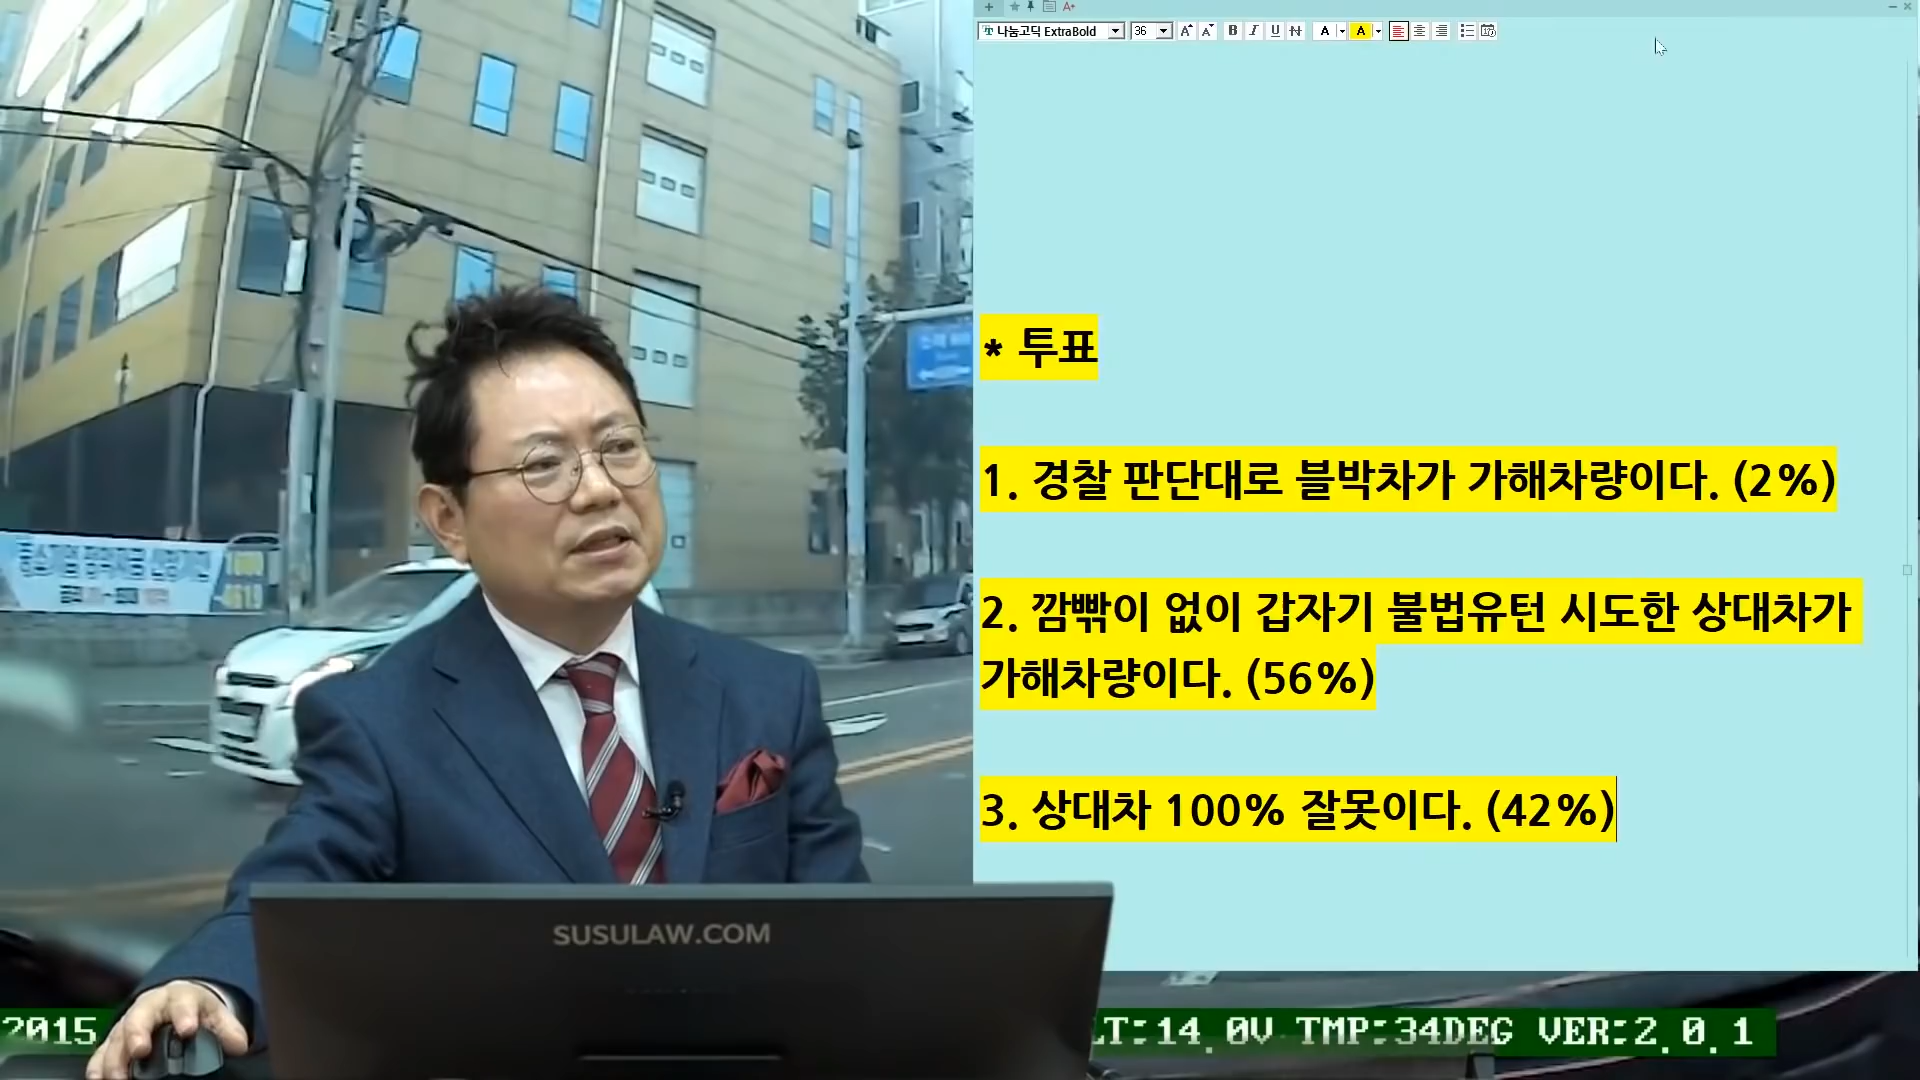 나눔고딕 ExtraBold 36
* 투표
1. 경찰 판단대로 블박차가 가해차량이다. (2%)
2. 깜빡이 없이 갑자기 불법유턴 시도한 상대차가
가해차량이다. (56%)
3. 상대차 100% 잘못이다. (42%)
SUSULAW.COM
2015
LT:14.0V TMP:34DEG VER:2.0.1